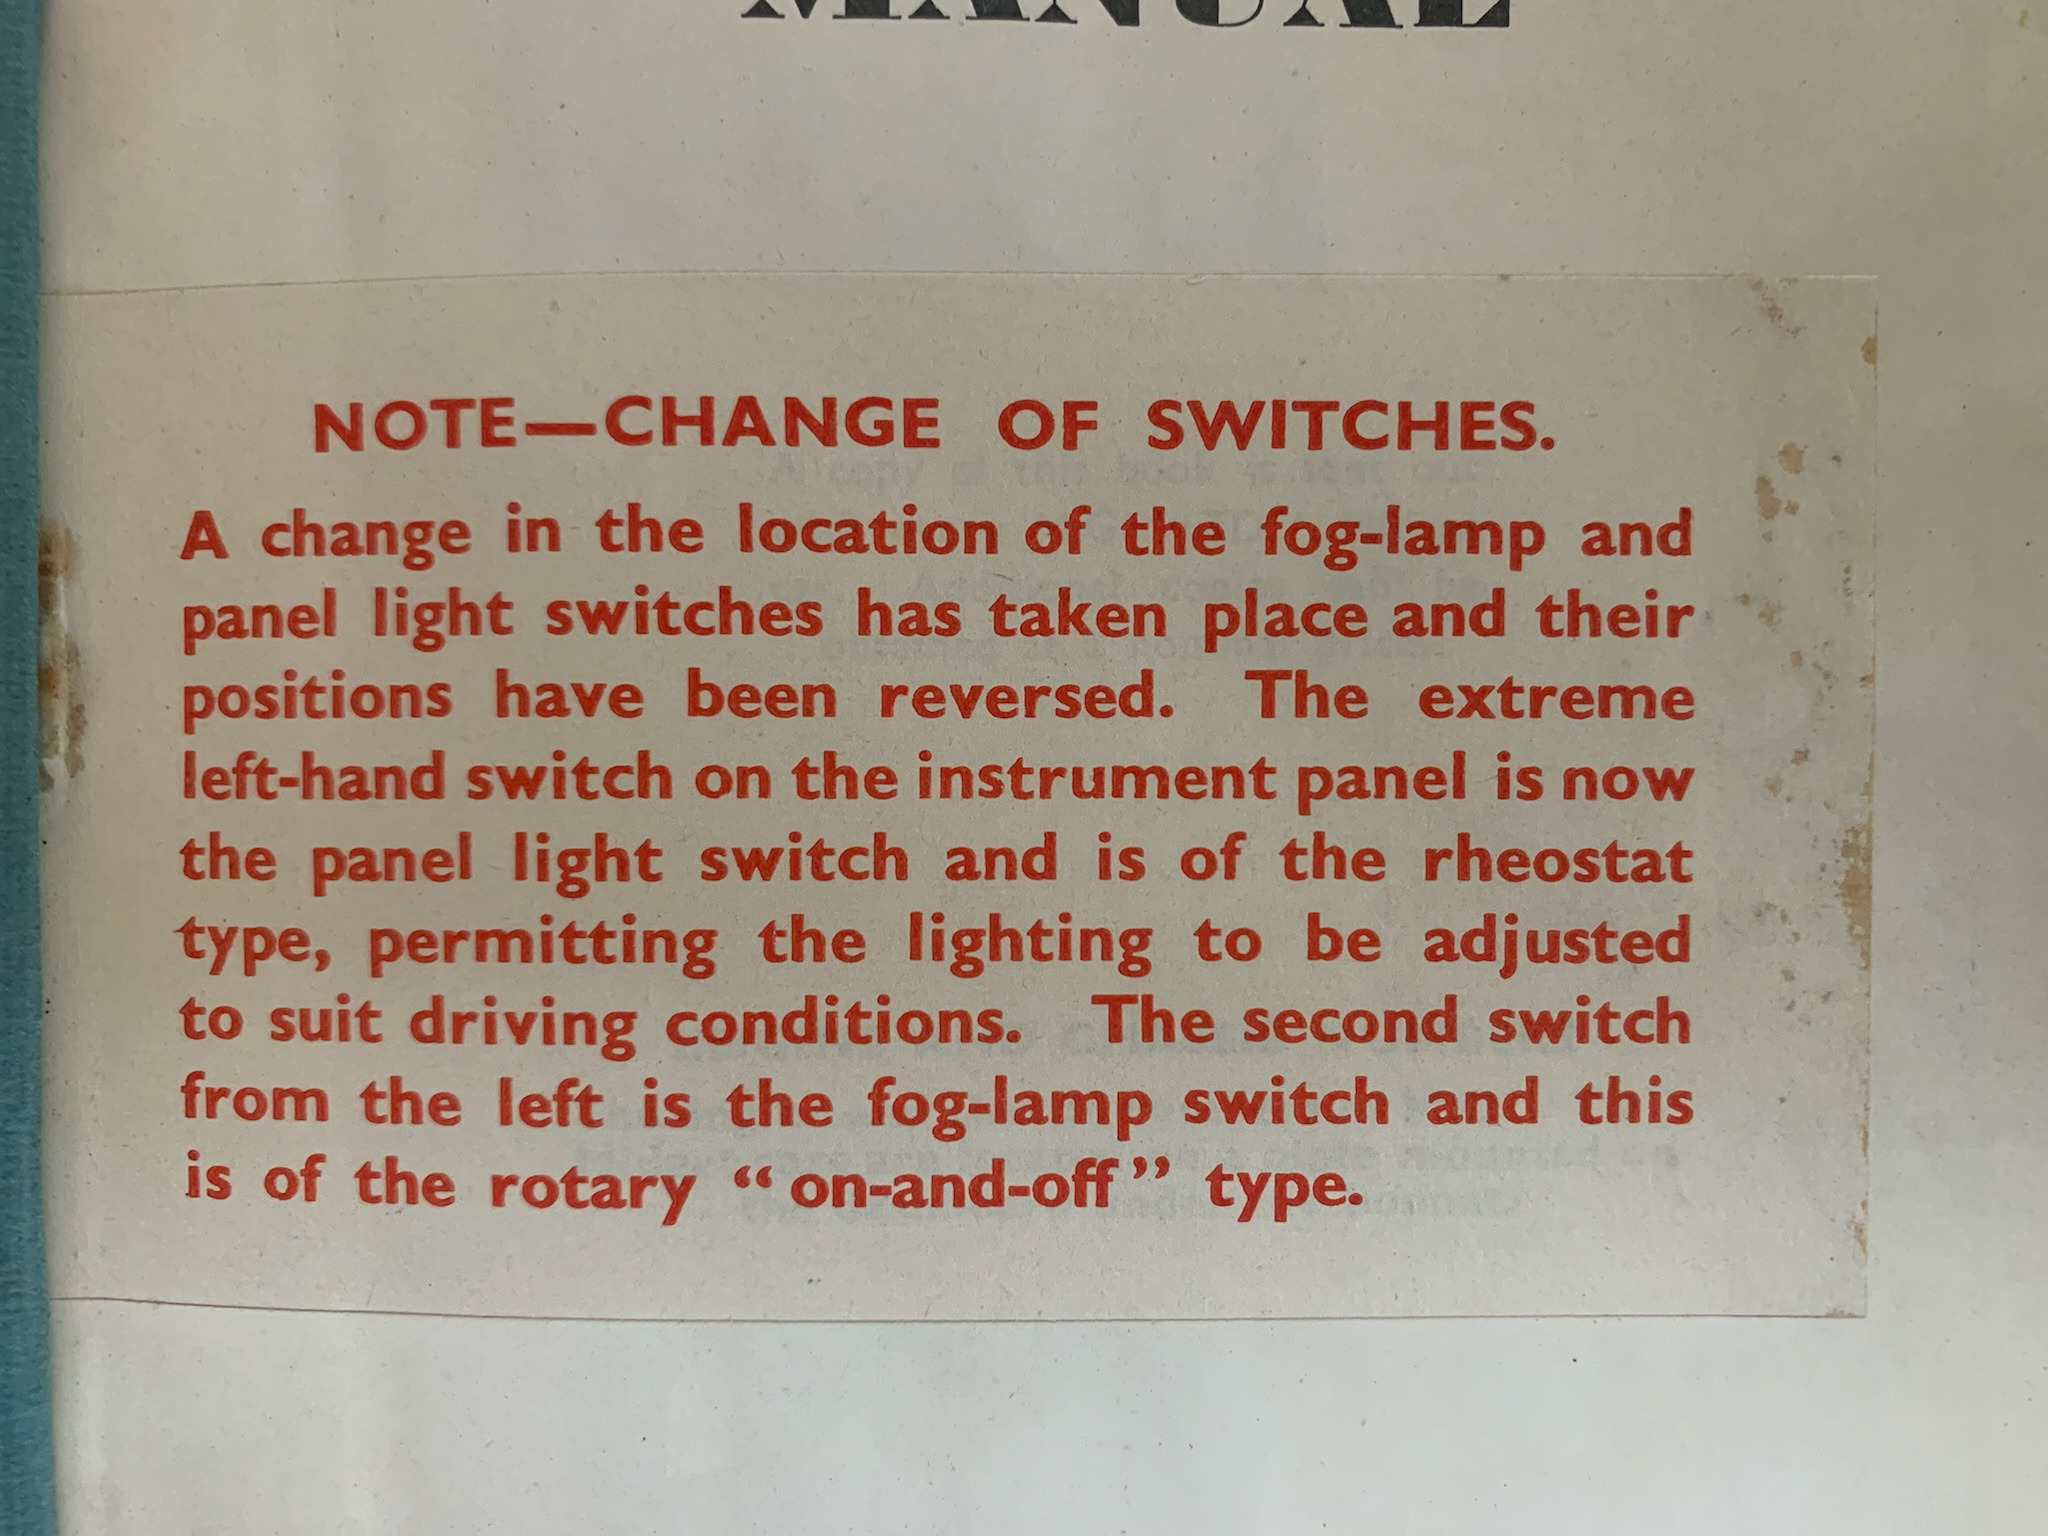 MANUAL
NOTE—CHANGE OF SWITCHES.
A change in the location of the fog-lamp and
panel light switches has taken place and their
positions have been reversed. The extreme
left-hand switch on the instrument panel is now
the panel light switch and is of the rheostat
type, permitting the lighting to be adjusted
to suit driving conditions. The second switch
from the left is the fog-lamp switch and this
is of the rotary “on-and-off” type.